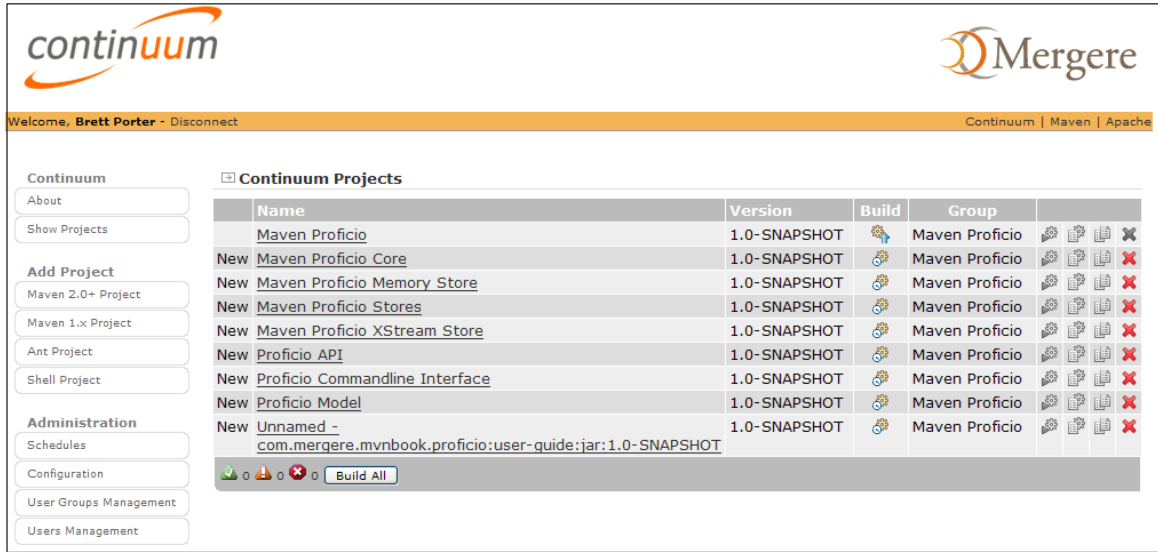 continuum
Mergere
Welcome, Brett Porter - Disconnect
Continuum | Maven | Apache
Continuum
About
Show Projects
Add Project
Maven 2.0+ Project
Maven 1.x Project
Ant Project
Shell Project
Administration
Schedules
Configuration
User Groups Management
Users Management
Continuum Projects
Name Version Build Group
Maven Proficio 1.0-SNAPSHOT Maven Proficio
New Maven Proficio Core 1.0-SNAPSHOT Maven Proficio
New Maven Proficio Memory Store 1.0-SNAPSHOT Maven Proficio
New Maven Proficio Stores 1.0-SNAPSHOT Maven Proficio
New Maven Proficio XStream Store 1.0-SNAPSHOT Maven Proficio
New Proficio API 1.0-SNAPSHOT Maven Proficio
New Proficio Commandline Interface 1.0-SNAPSHOT Maven Proficio
New Proficio Model 1.0-SNAPSHOT Maven Proficio
New Unnamed - 1.0-SNAPSHOT Maven Proficio
com.mergere.mvnbook.proficio:user-guide:jar:1.0-SNAPSHOT
0 0 0 Build All